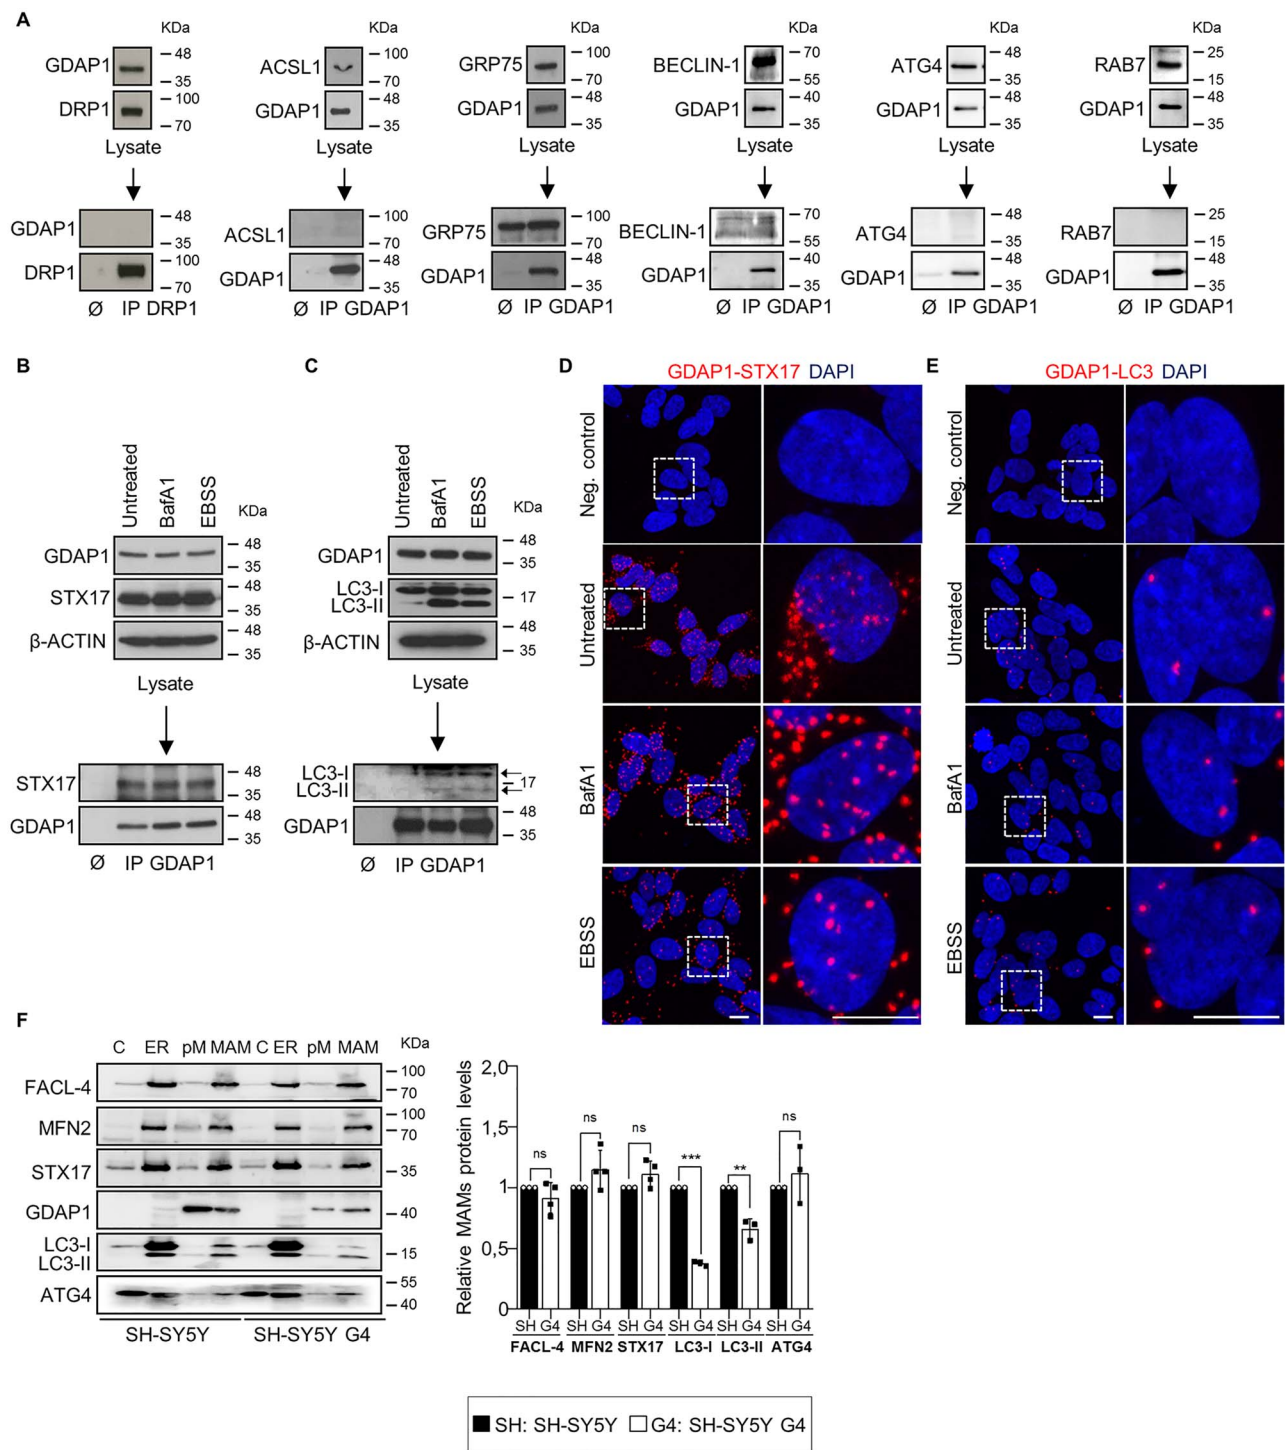 A
KDa KDa KDa KDa KDa KDa
GDAP1 – 48 – 35 ACSL1 – 100 – 70 GRP75 – 100 – 70 BECLIN-1 – 70 – 55 ATG4 – 48 – 35 RAB7 – 25 – 15
DRP1 – 100 – 70 GDAP1 – 48 – 35 GDAP1 – 48 – 35 GDAP1 – 40 – 35 GDAP1 – 48 – 35 GDAP1 – 48 – 35
Lysate Lysate Lysate Lysate Lysate Lysate
GDAP1 – 48 – 35 ACSL1 – 100 – 70 GRP75 – 100 – 70 BECLIN-1 – 70 – 55 ATG4 – 48 – 35 RAB7 – 25 – 15
DRP1 – 100 – 70 GDAP1 – 48 – 35 GDAP1 – 48 – 35 GDAP1 – 40 – 35 GDAP1 – 48 – 35 GDAP1 – 48 – 35
Ø IP DRP1 Ø IP GDAP1 Ø IP GDAP1 Ø IP GDAP1 Ø IP GDAP1 Ø IP GDAP1
B
Untreated BafA1 EBSS KDa
GDAP1 – 48 – 35
STX17 – 48 – 35
β-ACTIN – 48 – 35
Lysate
STX17 – 48 – 35
GDAP1 – 48 – 35
Ø IP GDAP1
C
Untreated BafA1 EBSS KDa
GDAP1 – 48 – 35
LC3-I
LC3-II – 17
β-ACTIN – 48 – 35
Lysate
LC3-I
LC3-II 17
GDAP1 – 48 – 35
Ø IP GDAP1
D
GDAP1-STX17 DAPI
Neg. control
Untreated
BafA1
EBSS
E
GDAP1-LC3 DAPI
Neg. control
Untreated
BafA1
EBSS
F
C ER pM MAM C ER pM MAM KDa
FACL-4 – 100 – 70
MFN2 – 100 – 70
STX17 – 35
GDAP1 – 40
LC3-I
LC3-II – 15
ATG4 – 55 – 40
SH-SY5Y SH-SY5Y G4
Relative MAMs protein levels
2,0
1,5
1
0,5
0
ns ns ns *** ** ns
SH G4 SH G4 SH G4 SH G4 SH G4 SH G4
FACL-4 MFN2 STX17 LC3-I LC3-II ATG4
SH: SH-SY5Y G4: SH-SY5Y G4